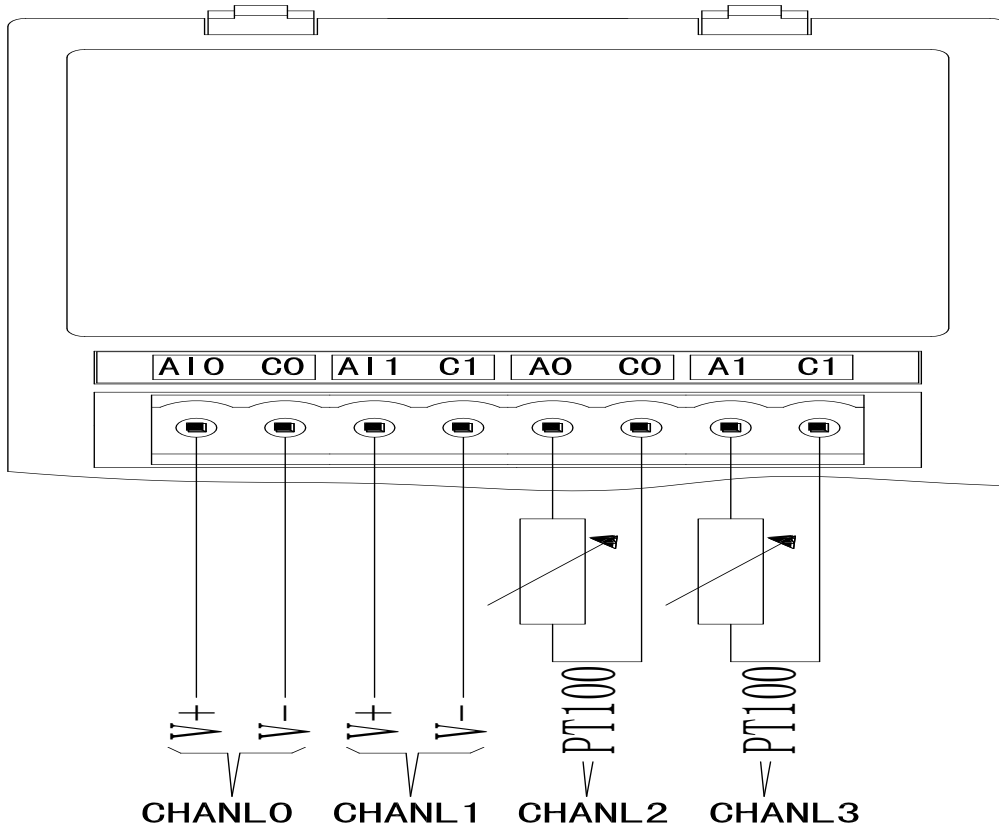 AI0 C0 AI1 C1 A0 C0 A1 C1
V+ V- V+ V- PT100 PT100
CHANL0 CHANL1 CHANL2 CHANL3